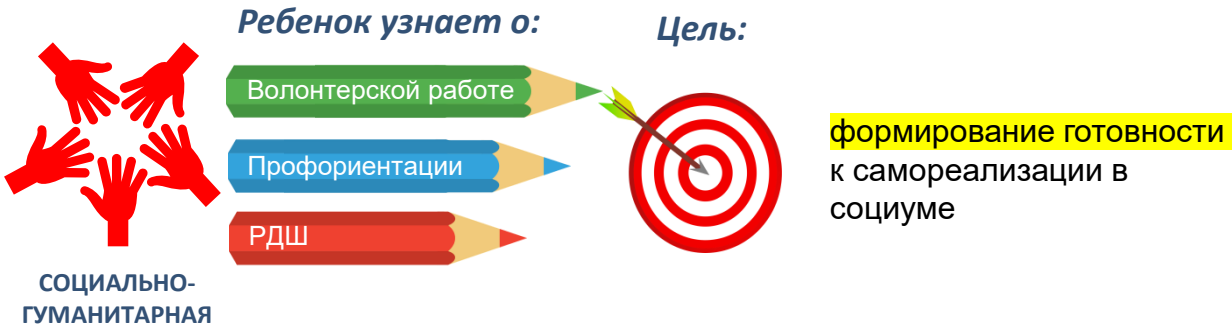 Ребенок узнает о:
Цель:
Волонтерской работе
Профориентации
РДШ
формирование готовности
к самореализации в
социуме
СОЦИАЛЬНО-
ГУМАНИТАРНАЯ